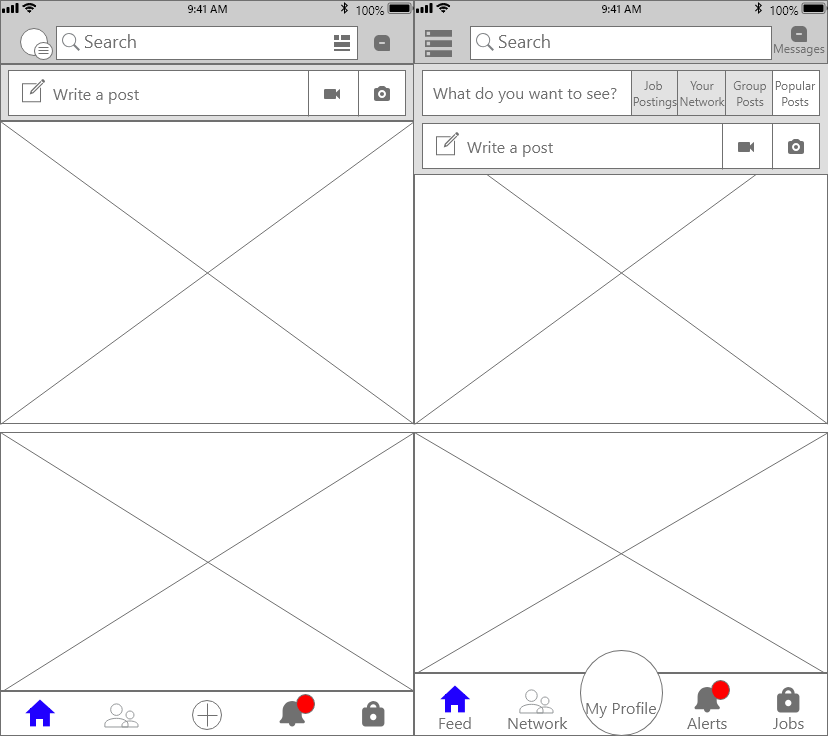 9:41 AM
100%
Search
Write a post
9:41 AM
100%
Search
Messages
What do you want to see?
Job
Postings
Your
Network
Group
Posts
Popular
Posts
Write a post
Feed
Network
My Profile
Alerts
Jobs